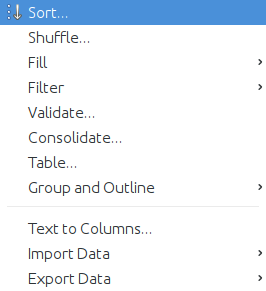 Sort...
Shuffle...
Fill
Filter
Validate...
Consolidate...
Table...
Group and Outline
Text to Columns...
Import Data
Export Data